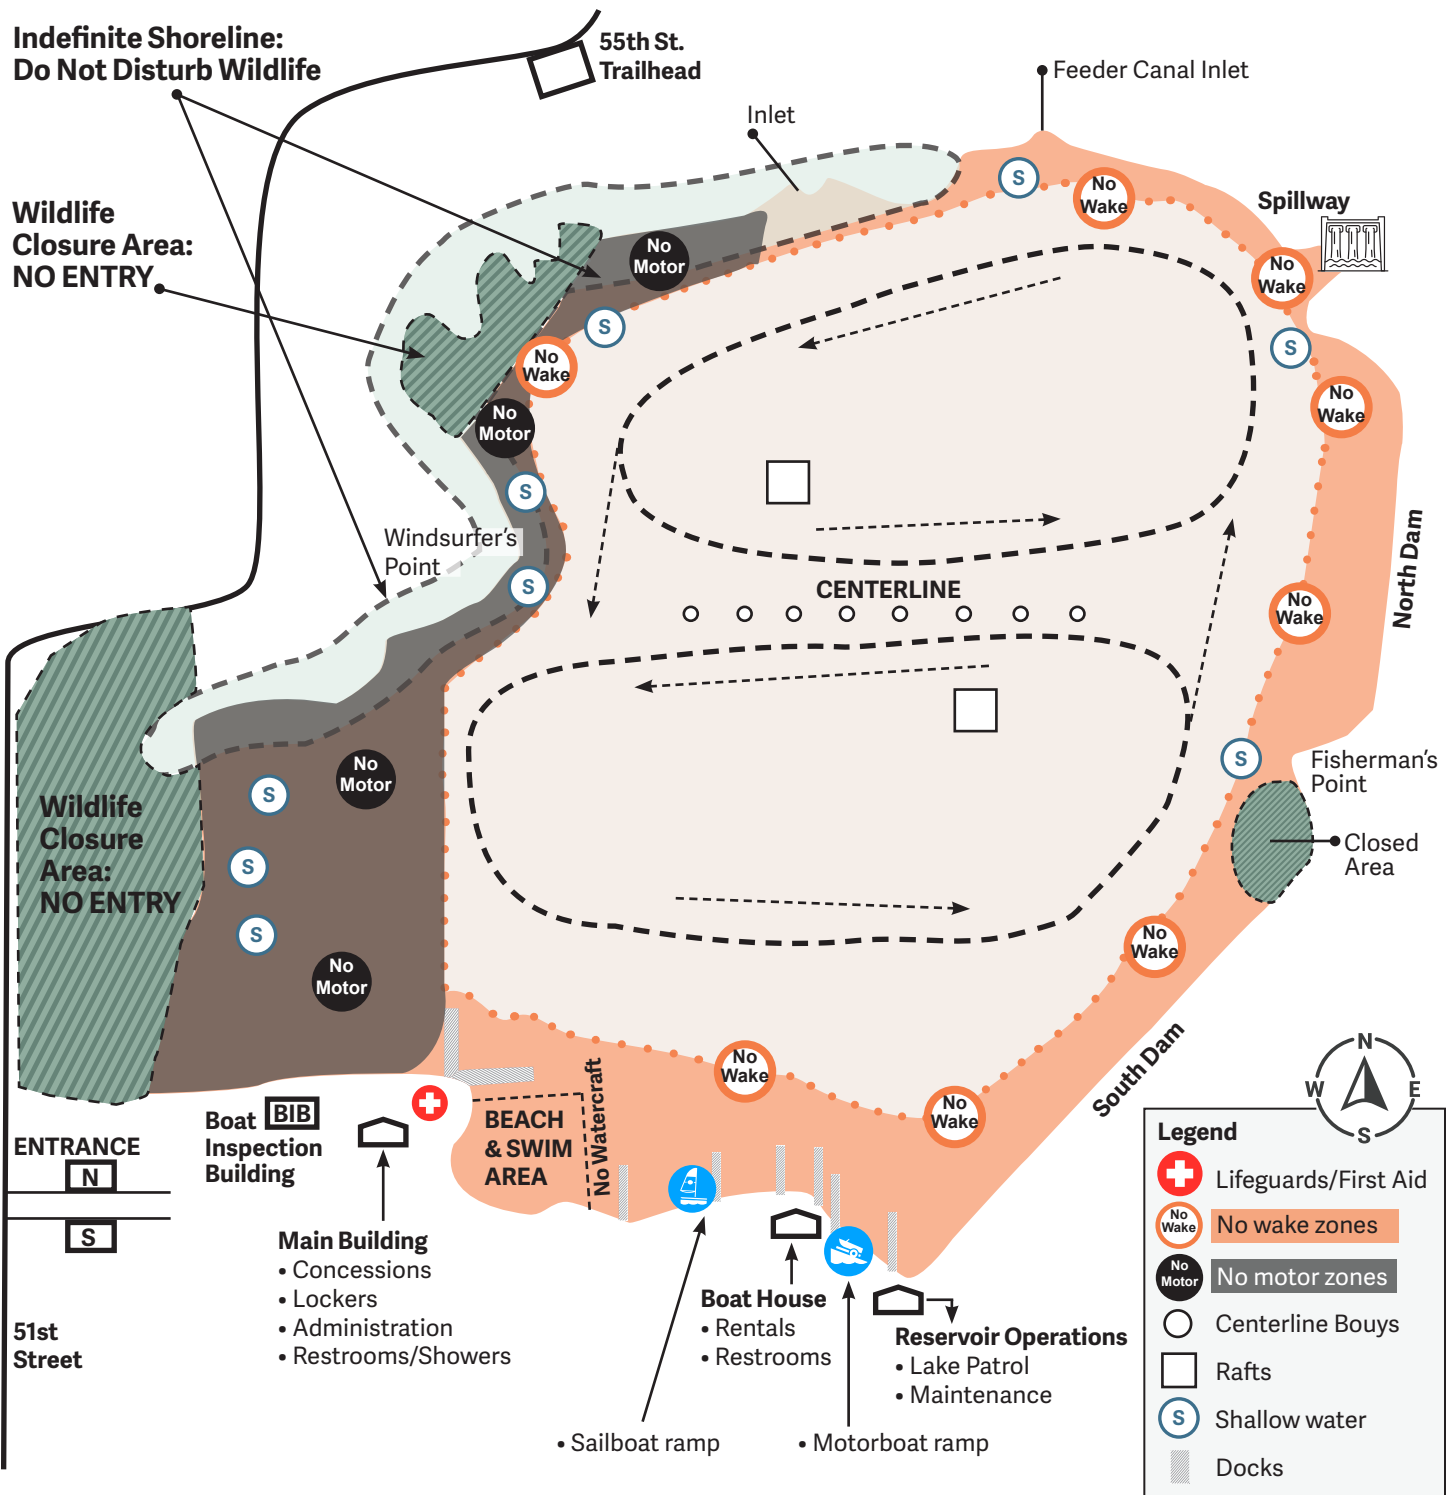 Indefinite Shoreline:
Do Not Disturb Wildlife
55th St.
Trailhead
Feeder Canal Inlet
Inlet
S
No
Wake
Spillway
Wildlife
Closure Area:
NO ENTRY
No
Motor
No
Wake
S
S
No
Wake
No
Wake
No
Motor
S
Windsurfer's
Point
North Dam
S
CENTERLINE
No
Wake
S
Fisherman's
Point
No
Motor
S
Wildlife
Closure
Area:
NO ENTRY
Closed
Area
S
S
No
Wake
No
Motor
South Dam
No
Wake
No
Wake
No Watercraft
BEACH
& SWIM
AREA
Boat
BIB
Inspection
Building
ENTRANCE
N
S
Main Building
• Concessions
• Lockers
• Administration
• Restrooms/Showers
51st
Street
Boat House
• Rentals
• Restrooms
Reservoir Operations
• Lake Patrol
• Maintenance
• Sailboat ramp
• Motorboat ramp
N
W
E
S
Legend
Lifeguards/First Aid
No
Wake
No wake zones
No
Motor
No motor zones
Centerline Bouys
Rafts
S
Shallow water
Docks